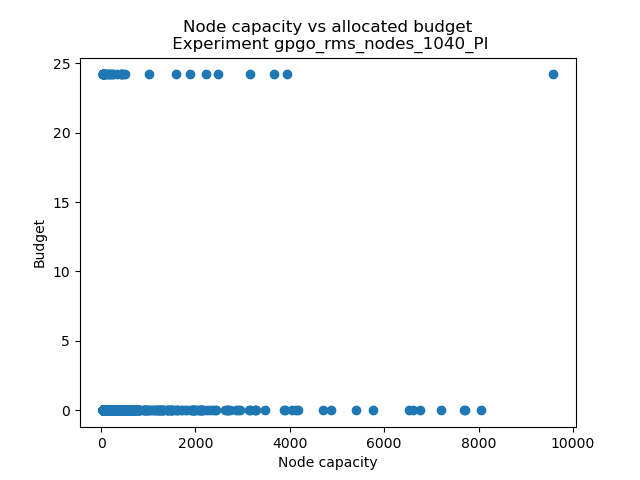 Node capacity vs allocated budget
Experiment gpgo_rms_nodes_1040_PI
25
20
15
10
5
0
Budget
0 2000 4000 6000 8000 10000
Node capacity